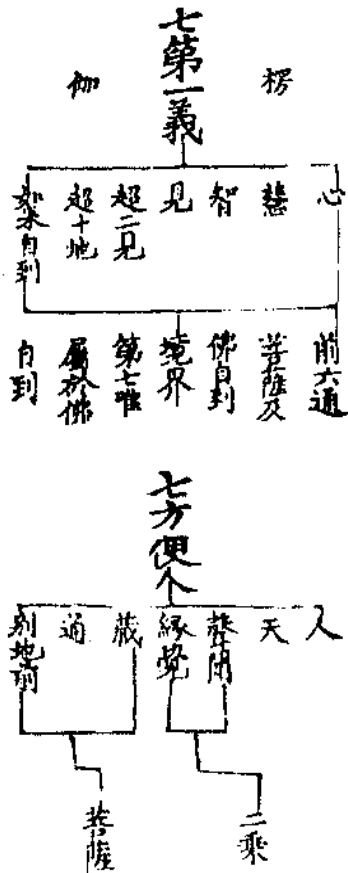 楞
伽
七第一義
心
慧
智
見
超二見
超十地
如來自到
前六通
菩薩及
佛自到
境界
第七唯
屬於佛
自到
七方便人
人
天
聲聞
緣覺
藏
通
別地前
二乘
菩薩